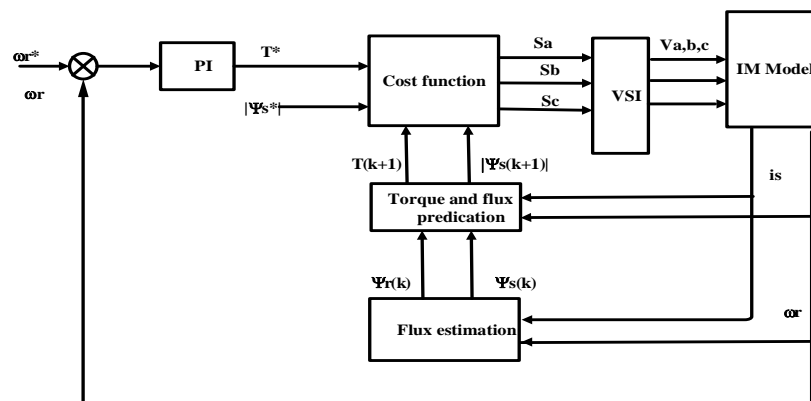 ωr*
ωr
PI
T*
|Ψs*|
Cost function
Sa
Sb
Sc
VSI
Va,b,c
IM Model
T(k+1)
|Ψs(k+1)|
is
Torque and flux
predication
Ψr(k)
Ψs(k)
ωr
Flux estimation